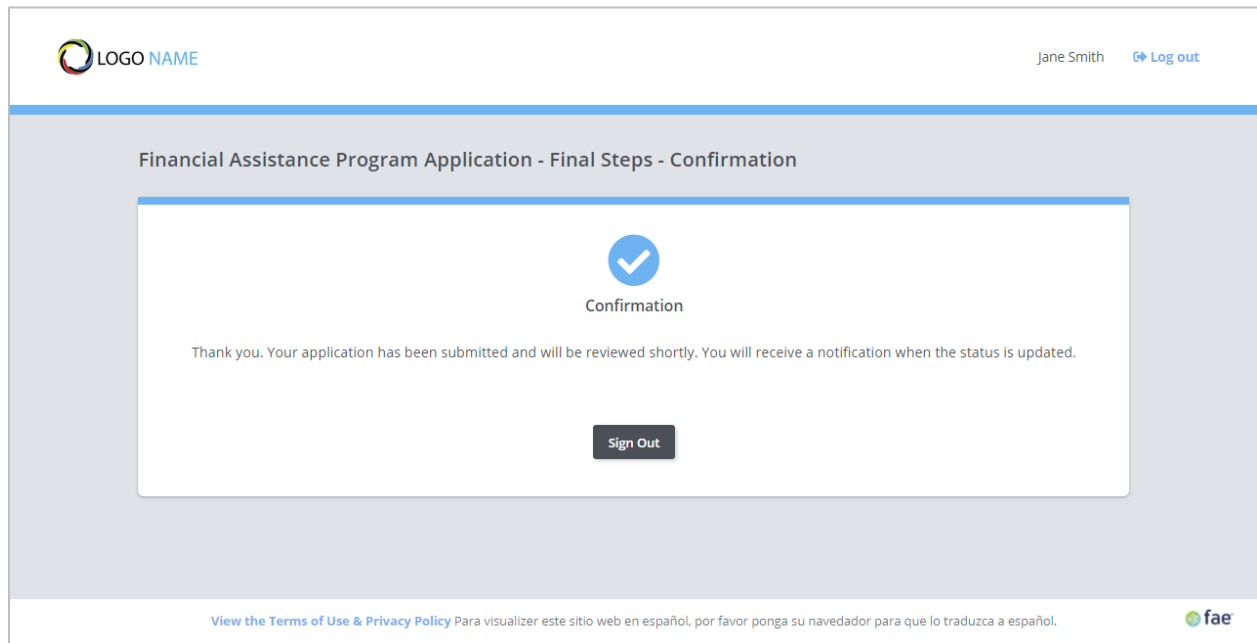 LOGO NAME
Jane Smith Log out
Financial Assistance Program Application - Final Steps - Confirmation
Confirmation
Thank you. Your application has been submitted and will be reviewed shortly. You will receive a notification when the status is updated.
Sign Out
View the Terms of Use & Privacy Policy Para visualizer este sitio web en español, por favor ponga su navedador para que lo traduzca a español.
fae